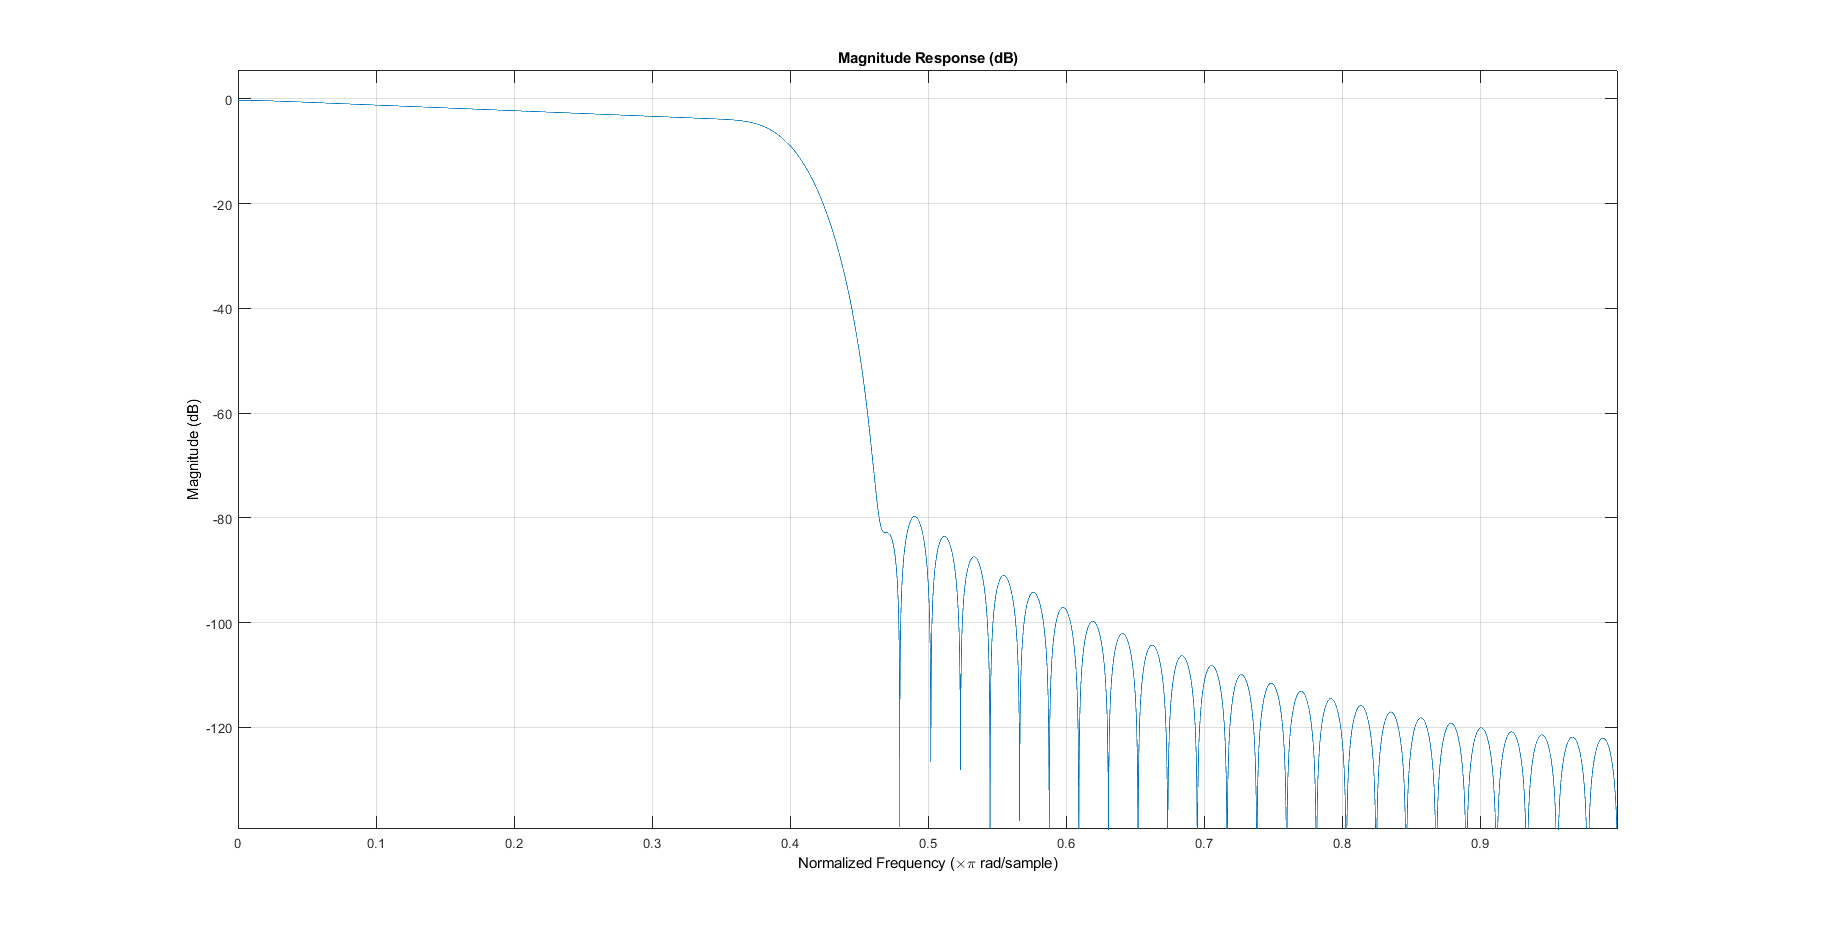 Magnitude Response (dB)
0
-20
-40
-60
-80
-100
-120
Magnitude (dB)
0 0.1 0.2 0.3 0.4 0.5 0.6 0.7 0.8 0.9
Normalized Frequency (×π rad/sample)